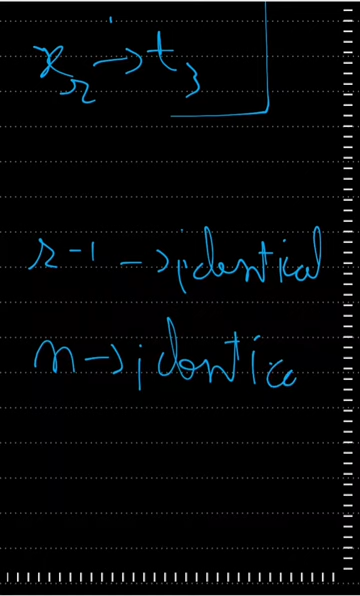 x_r → t_3
r-1 → identical
n → identica